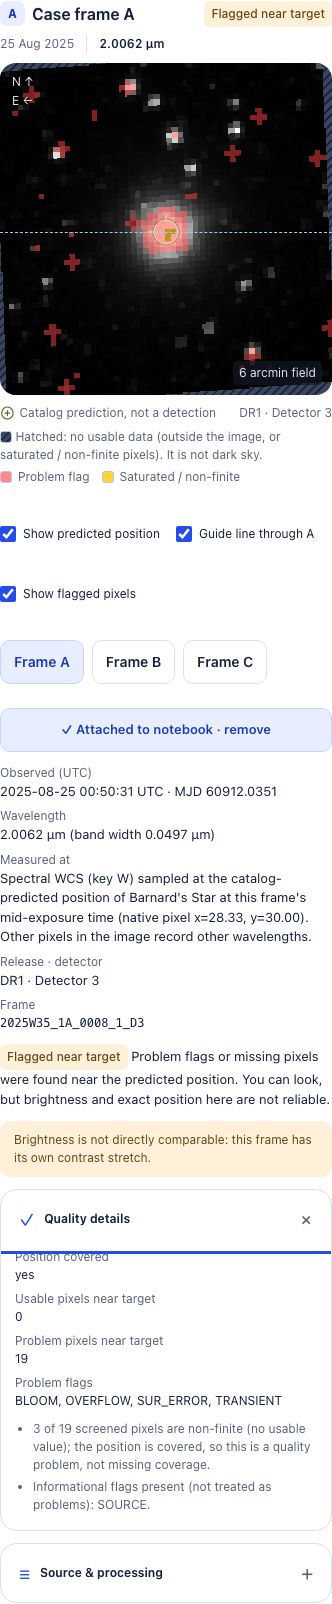 A Case frame A Flagged near target
25 Aug 2025 2.0062 µm
N ↑
E ←
6 arcmin field
Catalog prediction, not a detection DR1 · Detector 3
Hatched: no usable data (outside the image, or
saturated / non-finite pixels). It is not dark sky.
Problem flag Saturated / non-finite
Show predicted position Guide line through A
Show flagged pixels
Frame A Frame B Frame C
✓ Attached to notebook · remove
Observed (UTC)
2025-08-25 00:50:31 UTC · MJD 60912.0351
Wavelength
2.0062 µm (band width 0.0497 µm)
Measured at
Spectral WCS (key W) sampled at the catalog-
predicted position of Barnard's Star at this frame's
mid-exposure time (native pixel x=28.33, y=30.00).
Other pixels in the image record other wavelengths.
Release · detector
DR1 · Detector 3
Frame
2025W35_1A_0008_1_D3
Flagged near target Problem flags or missing pixels
were found near the predicted position. You can look,
but brightness and exact position here are not reliable.
Brightness is not directly comparable: this frame has
its own contrast stretch.
Quality details
Position covered
yes
Usable pixels near target
0
Problem pixels near target
19
Problem flags
BLOOM, OVERFLOW, SUR_ERROR, TRANSIENT
• 3 of 19 screened pixels are non-finite (no usable
value); the position is covered, so this is a quality
problem, not missing coverage.
• Informational flags present (not treated as
problems): SOURCE.
Source & processing